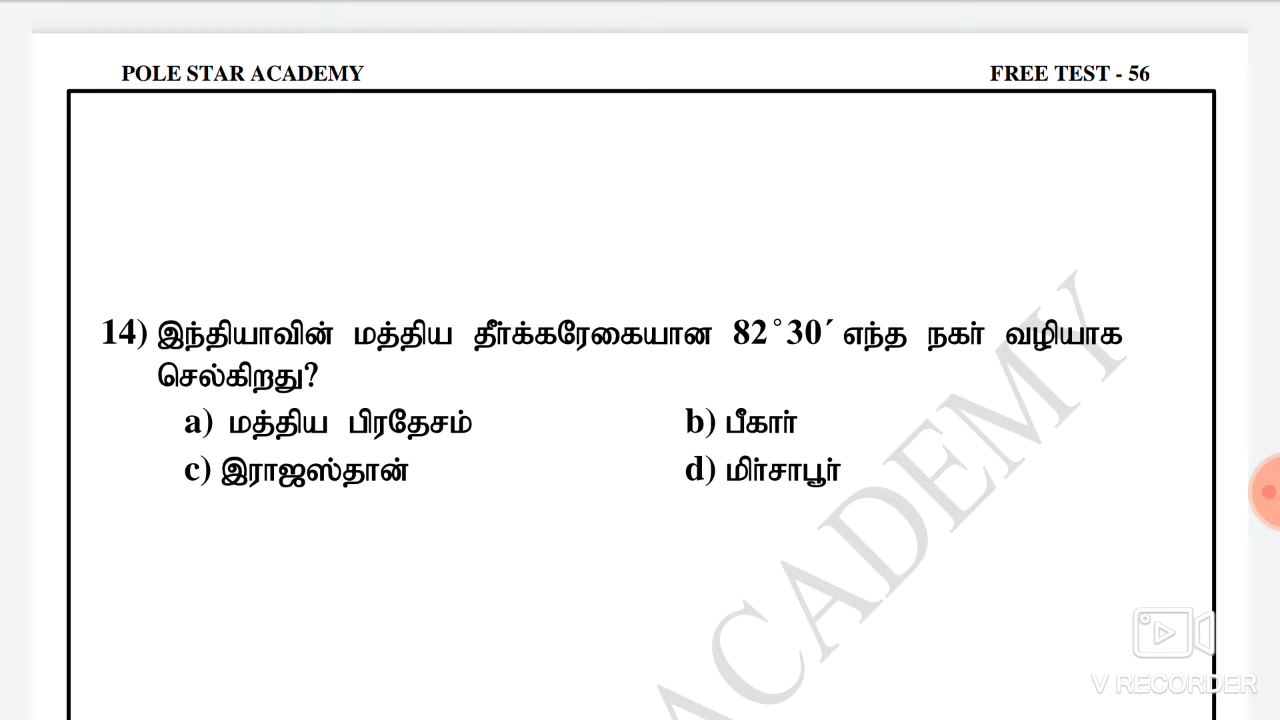 POLE STAR ACADEMY FREE TEST - 56
14) இந்தியாவின் மத்திய தீர்க்கரேகையான 82°30´ எந்த நகர் வழியாக
செல்கிறது?
a) மத்திய பிரதேசம் b) பீகார்
c) இராஜஸ்தான் d) மிர்சாபூர்
ACADEMY
V RECORDER